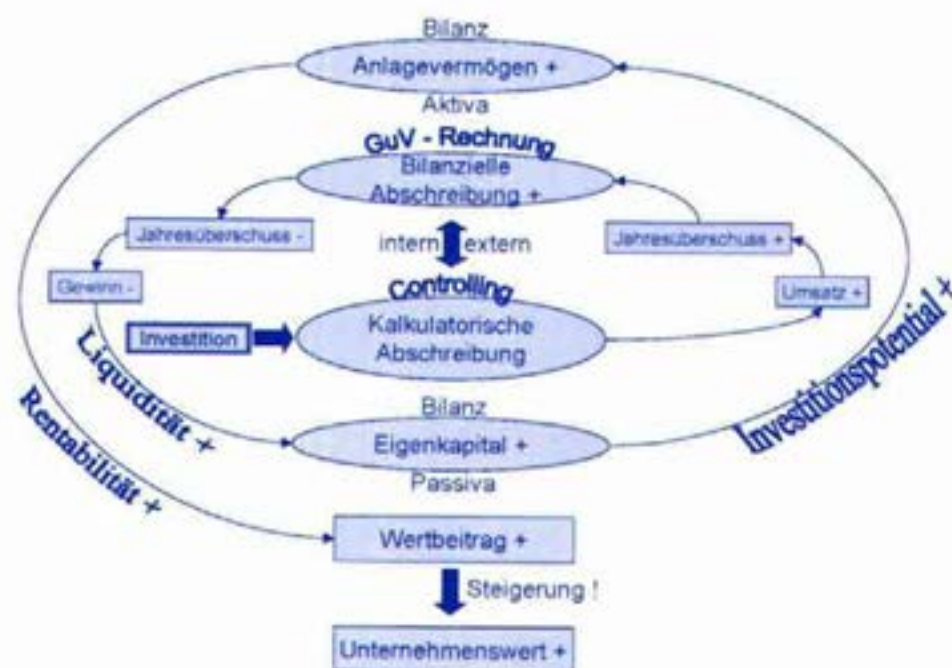 Bilanz
Anlagevermögen +
Aktiva
GuV - Rechnung
Bilanzielle
Abschreibung +
Jahresüberschuss -
intern
extern
Jahresüberschuss +
Gewinn -
Controlling
Umsatz +
Investition
Kalkulatorische
Abschreibung
Liquidität +
Rentabilität +
Investitionspotential +
Bilanz
Eigenkapital +
Passiva
Wertbeitrag +
Steigerung !
Unternehmenswert +